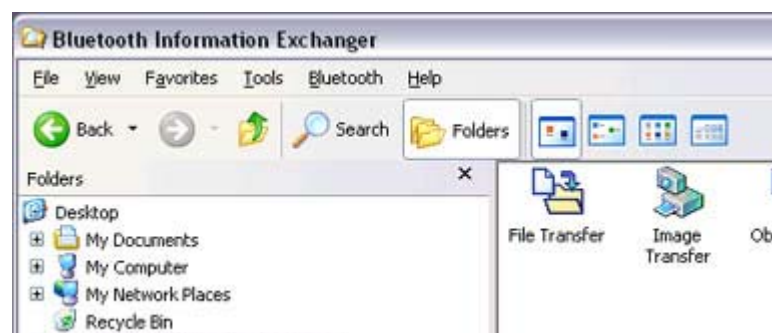 Bluetooth Information Exchanger
File View Favorites Tools Bluetooth Help
Back Search Folders
Folders
Desktop
My Documents
My Computer
My Network Places
Recycle Bin
File Transfer
Image
Transfer
Ob